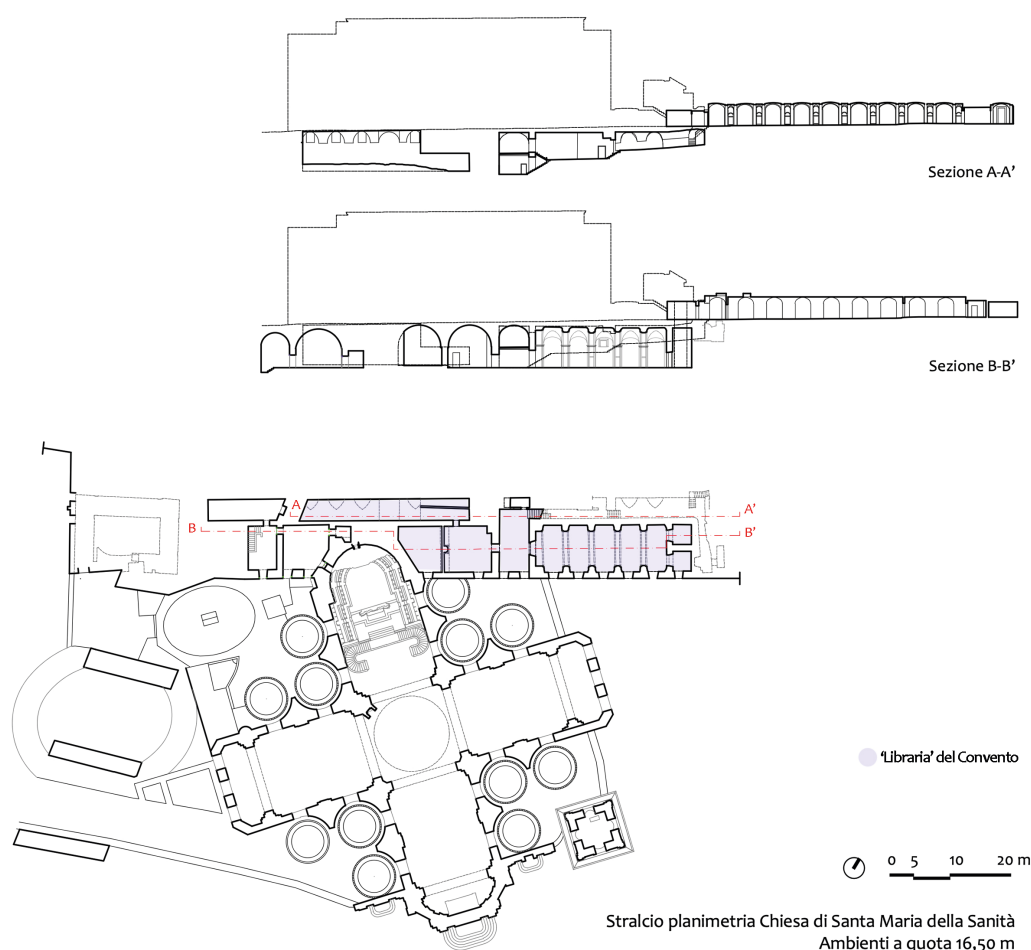 Sezione A-A'
Sezione B-B'
A
A'
B
B'
'Libraria' del Convento
0 5 10 20 m
Stralcio planimetria Chiesa di Santa Maria della Sanità
Ambienti a quota 16,50 m